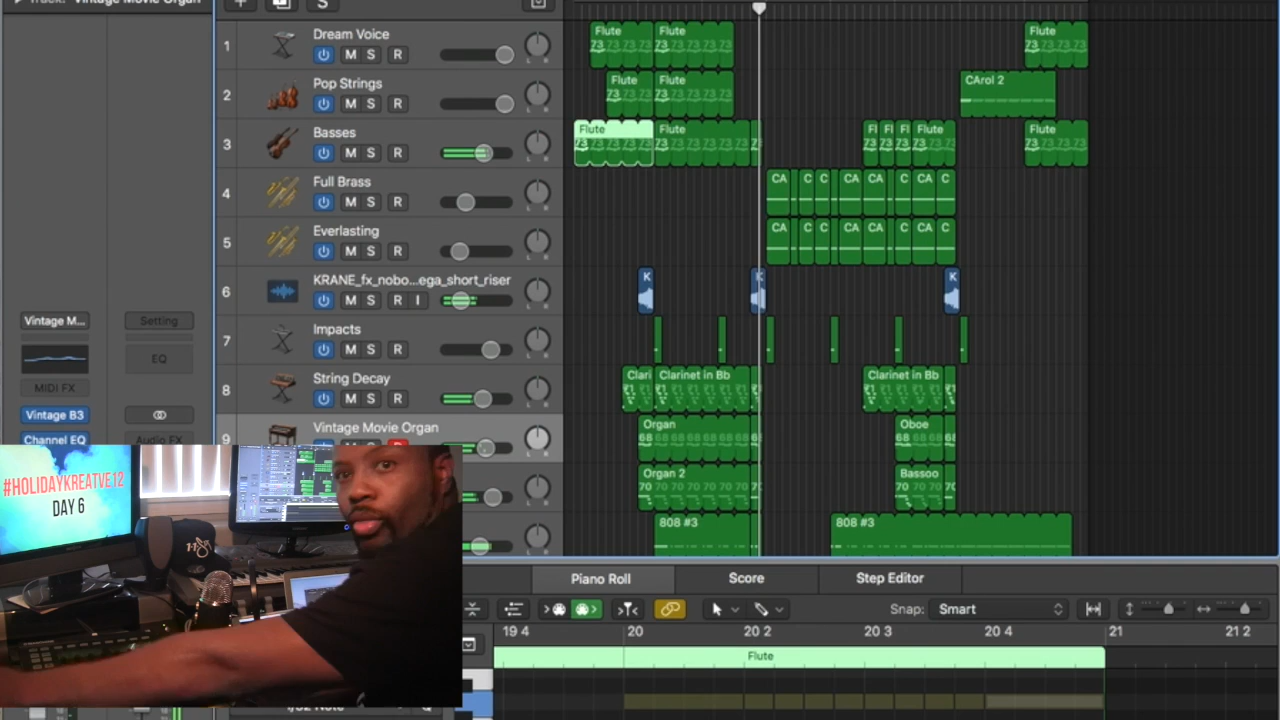 Track: Vintage Movie Organ
S
1
Dream Voice
M S R
Flute
Flute
Flute
2
Pop Strings
M S R
Flute
Flute
CArol 2
3
Basses
M S R
Flute
Flute
Fl Fl Fl Flute
Flute
4
Full Brass
M S R
CA C C CA CA C CA C
5
Everlasting
M S R
CA C C CA CA C CA C
6
KRANE_fx_nobo...ega_short_riser
M S R I
K
K
K
7
Impacts
M S R
8
String Decay
M S R
Clari
Clarinet in Bb
Clarinet in Bb
9
Vintage Movie Organ
Organ
Oboe
Organ 2
Bassoo
808 #3
808 #3
Vintage M...
Setting
EQ
MIDI FX
Vintage B3
Channel EQ
Audio FX
#HOLIDAYKREATVE12
DAY 6
Piano Roll
Score
Step Editor
Snap: Smart
19 4
20
20 2
20 3
20 4
21
21 2
Flute
1/32 Note